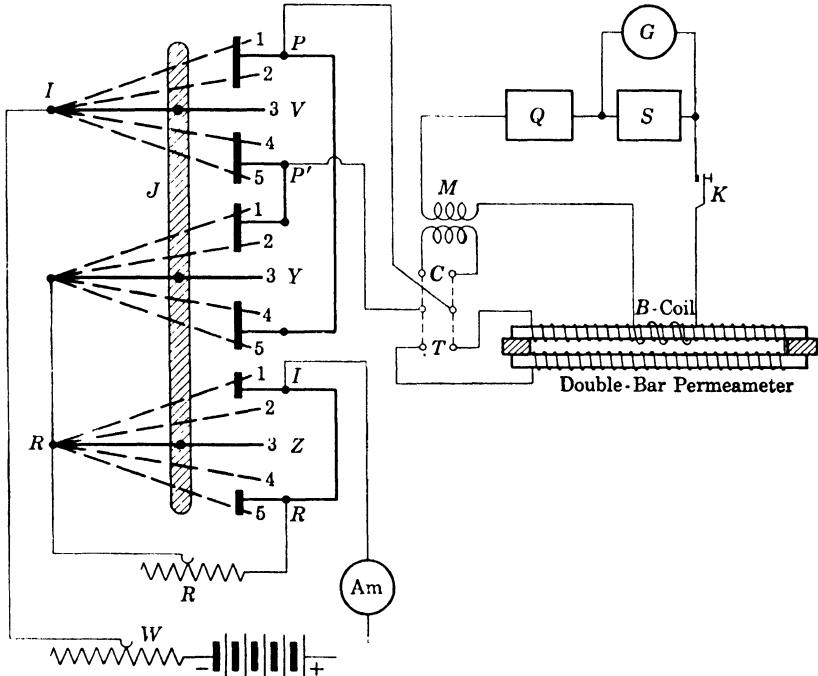 1
P
2
I
3 V
4
5
P'
J
1
2
3 Y
4
5
1
I
2
R
3 Z
4
5
R
R
Am
W
- +
G
Q
S
K
M
C
T
B-Coil
Double-Bar Permeameter